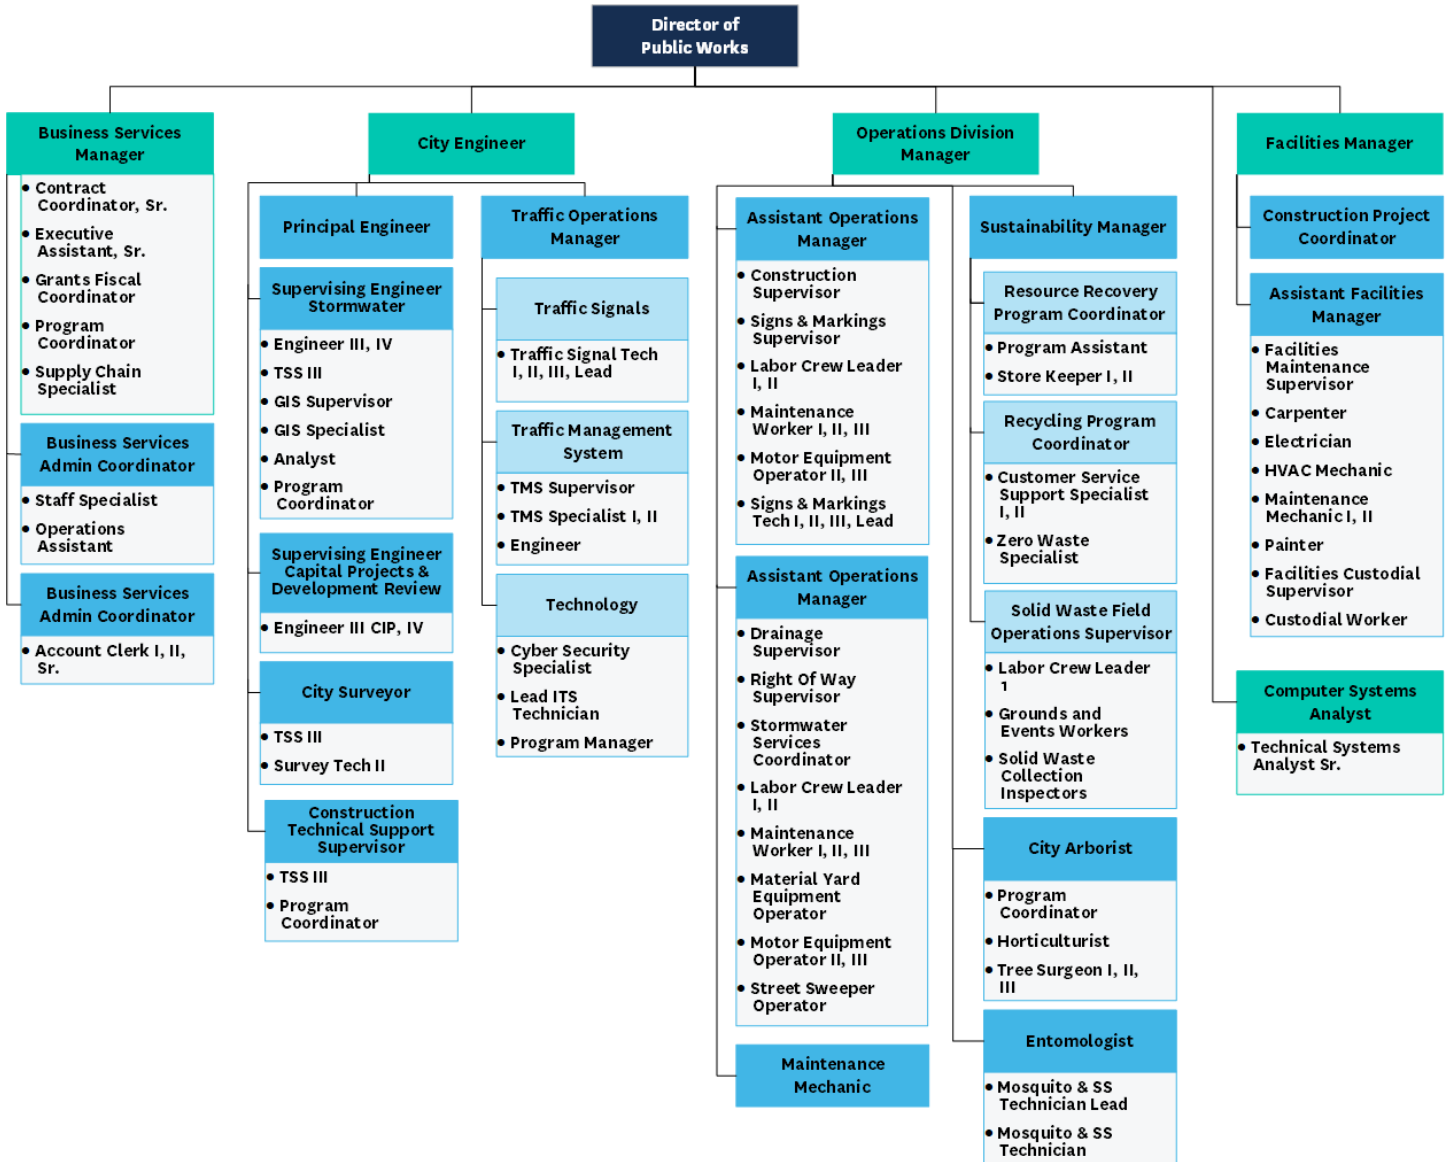 Director of
Public Works
Business Services
Manager
• Contract
Coordinator, Sr.
• Executive
Assistant, Sr.
• Grants Fiscal
Coordinator
• Program
Coordinator
• Supply Chain
Specialist
Business Services
Admin Coordinator
• Staff Specialist
• Operations
Assistant
Business Services
Admin Coordinator
• Account Clerk I, II,
Sr.
City Engineer
Principal Engineer
Supervising Engineer
Stormwater
• Engineer III, IV
• TSS III
• GIS Supervisor
• GIS Specialist
• Analyst
• Program
Coordinator
Supervising Engineer
Capital Projects &
Development Review
• Engineer III CIP, IV
City Surveyor
• TSS III
• Survey Tech II
Construction
Technical Support
Supervisor
• TSS III
• Program
Coordinator
Traffic Operations
Manager
Traffic Signals
• Traffic Signal Tech
I, II, III, Lead
Traffic Management
System
• TMS Supervisor
• TMS Specialist I, II
• Engineer
Technology
• Cyber Security
Specialist
• Lead ITS
Technician
• Program Manager
Operations Division
Manager
Assistant Operations
Manager
• Construction
Supervisor
• Signs & Markings
Supervisor
• Labor Crew Leader
I, II
• Maintenance
Worker I, II, III
• Motor Equipment
Operator II, III
• Signs & Markings
Tech I, II, III, Lead
Assistant Operations
Manager
• Drainage
Supervisor
• Right Of Way
Supervisor
• Stormwater
Services
Coordinator
• Labor Crew Leader
I, II
• Maintenance
Worker I, II, III
• Material Yard
Equipment
Operator
• Motor Equipment
Operator II, III
• Street Sweeper
Operator
Maintenance
Mechanic
Sustainability Manager
Resource Recovery
Program Coordinator
• Program Assistant
• Store Keeper I, II
Recycling Program
Coordinator
• Customer Service
Support Specialist
I, II
• Zero Waste
Specialist
Solid Waste Field
Operations Supervisor
• Labor Crew Leader
1
• Grounds and
Events Workers
• Solid Waste
Collection
Inspectors
City Arborist
• Program
Coordinator
• Horticulturist
• Tree Surgeon I, II,
III
Entomologist
• Mosquito & SS
Technician Lead
• Mosquito & SS
Technician
Facilities Manager
Construction Project
Coordinator
Assistant Facilities
Manager
• Facilities
Maintenance
Supervisor
• Carpenter
• Electrician
• HVAC Mechanic
• Maintenance
Mechanic I, II
• Painter
• Facilities Custodial
Supervisor
• Custodial Worker
Computer Systems
Analyst
• Technical Systems
Analyst Sr.